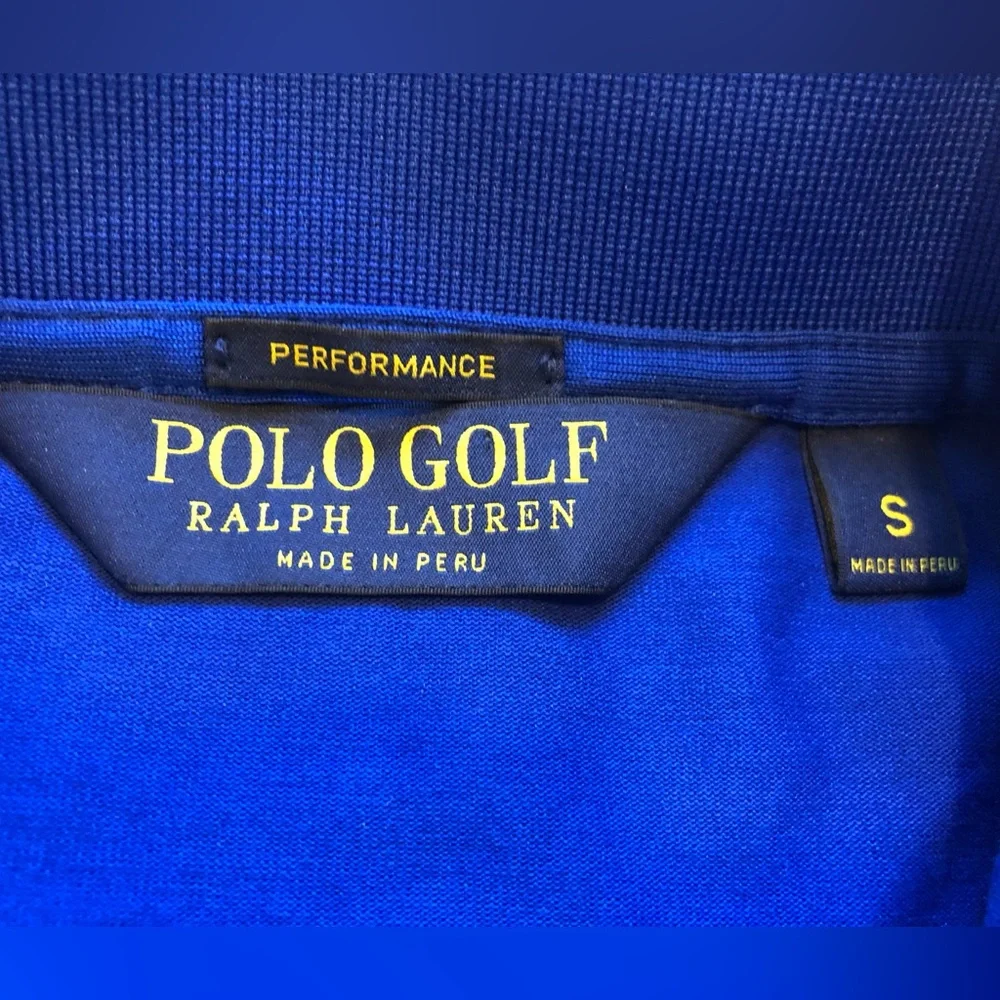 PERFORMANCE
POLO GOLF
RALPH LAUREN
MADE IN PERU
S
MADE IN PERU